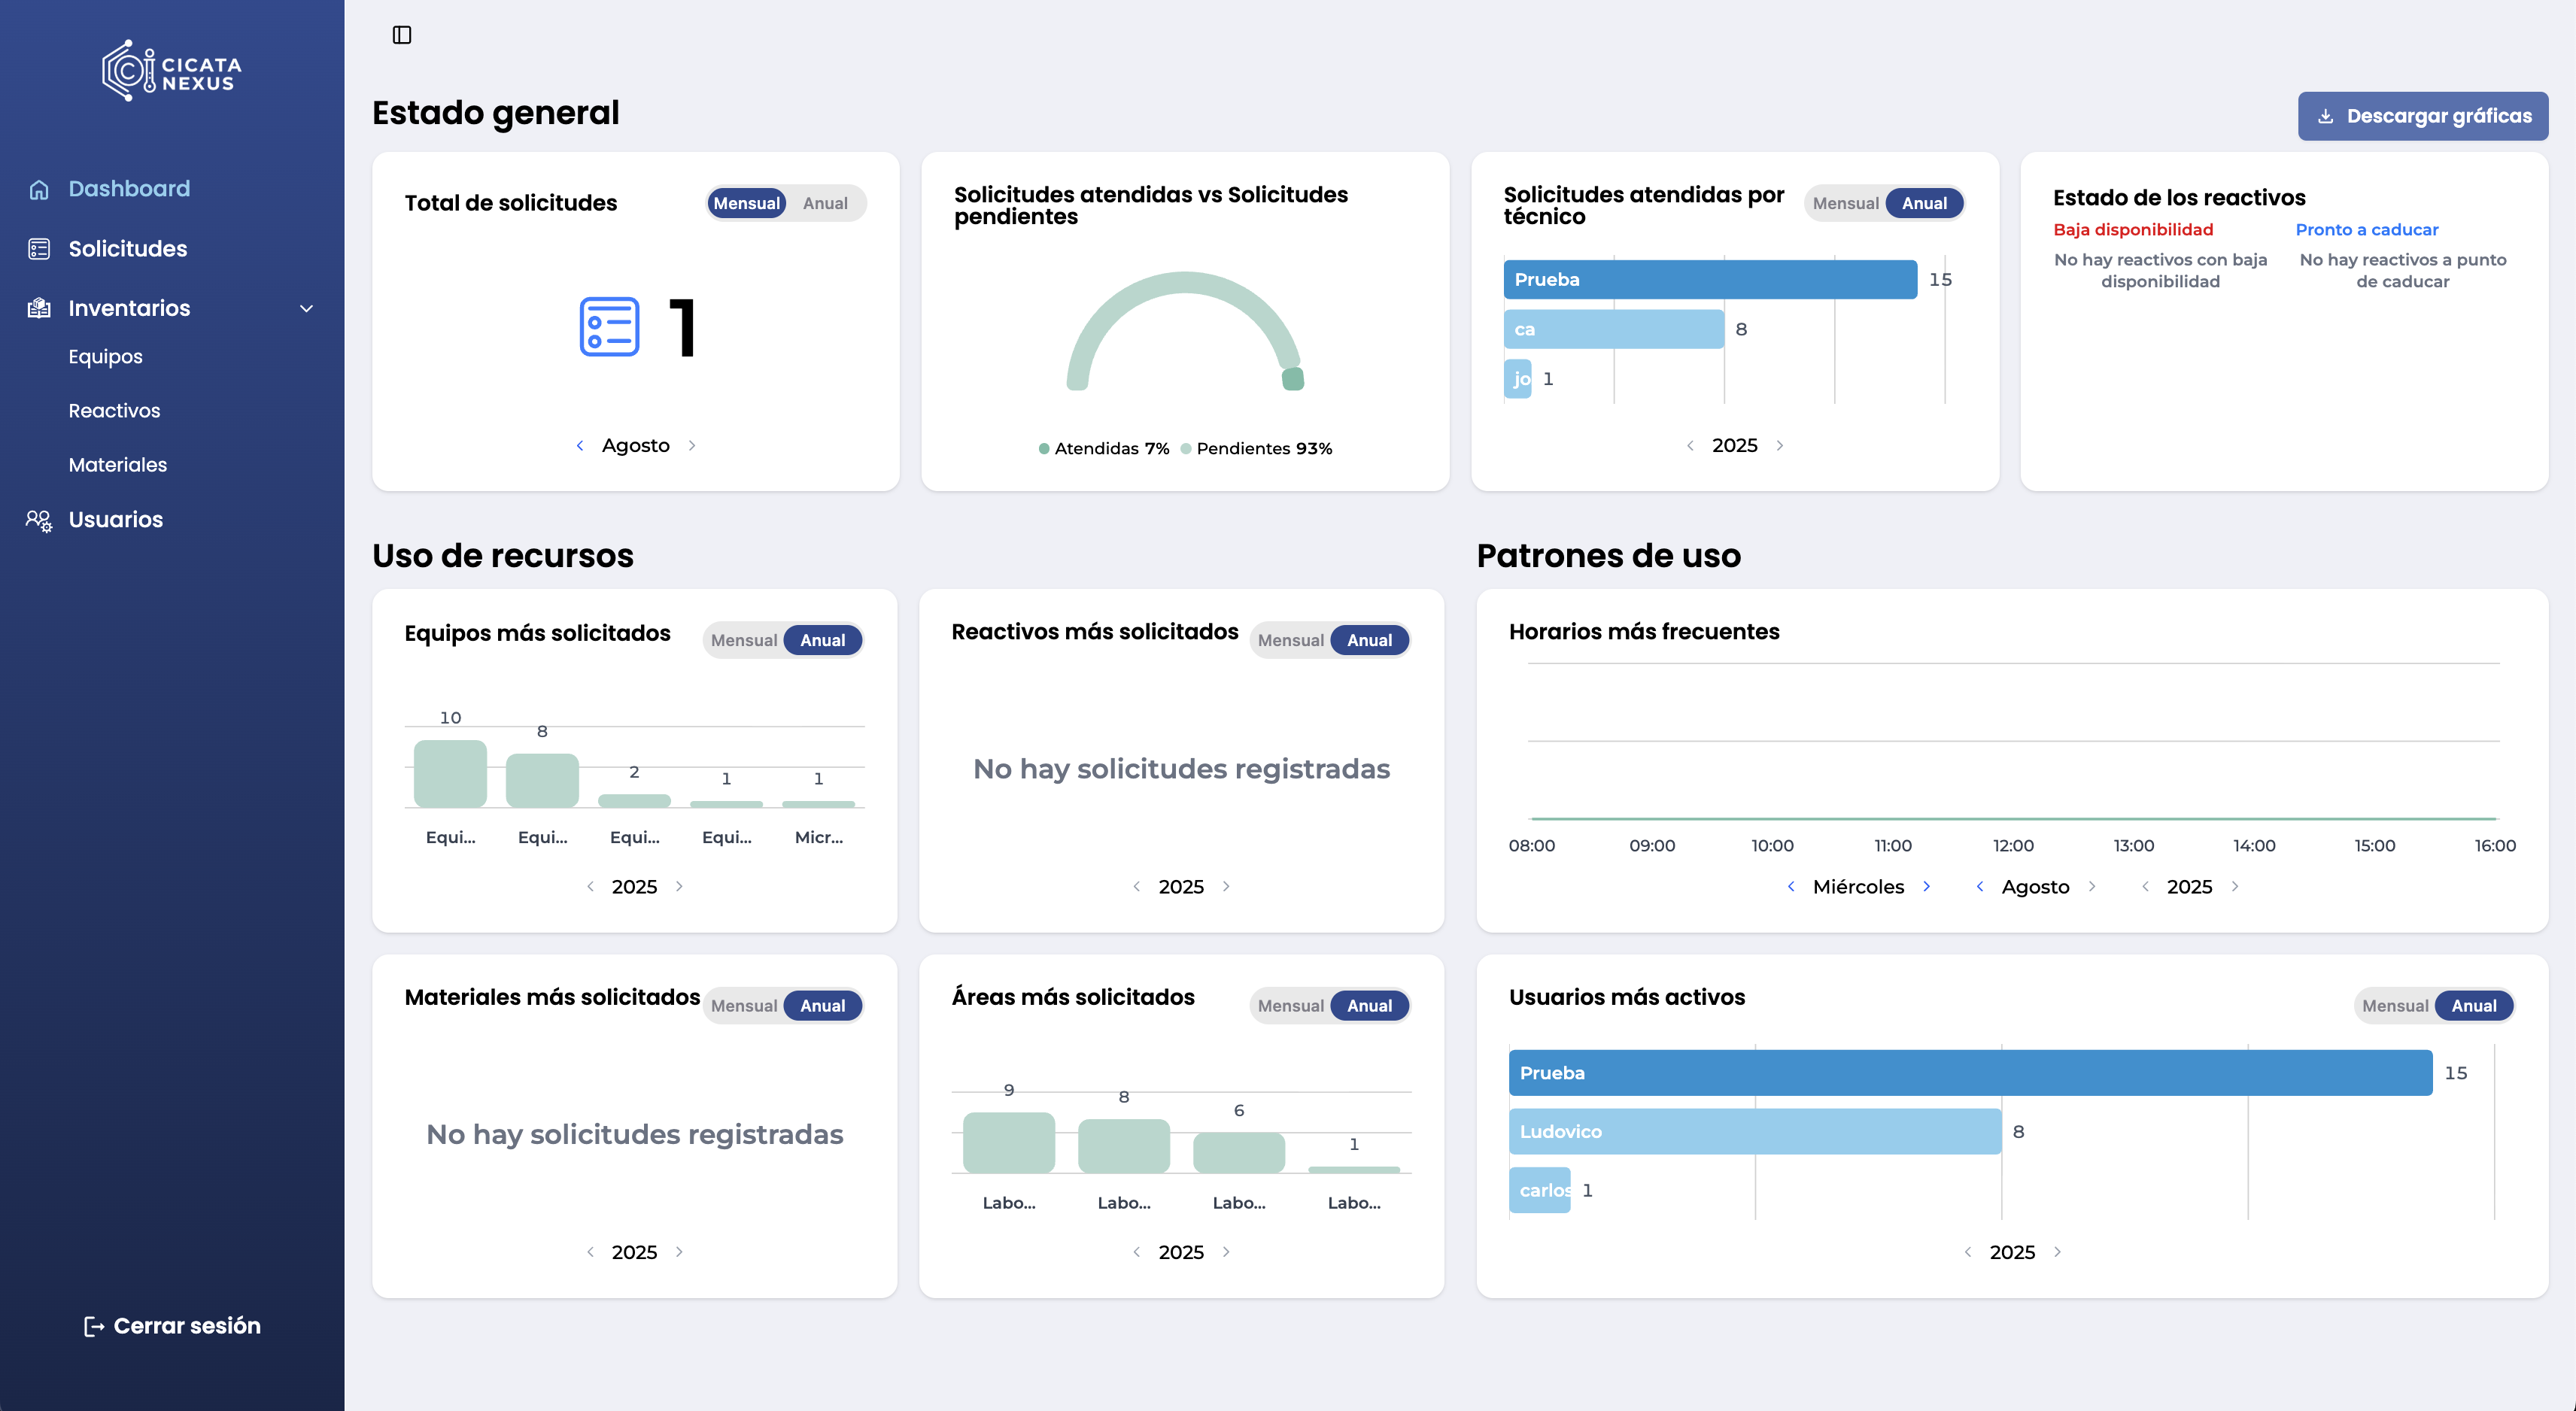 CICATA
NEXUS
Dashboard
Solicitudes
Inventarios
Equipos
Reactivos
Materiales
Usuarios
Cerrar sesión
Estado general
Descargar gráficas
Total de solicitudes
Mensual Anual
1
Agosto
Solicitudes atendidas vs Solicitudes
pendientes
Atendidas 7% Pendientes 93%
Solicitudes atendidas por
técnico
Mensual Anual
Prueba 15
ca 8
jo 1
2025
Estado de los reactivos
Baja disponibilidad
No hay reactivos con baja
disponibilidad
Pronto a caducar
No hay reactivos a punto
de caducar
Uso de recursos
Equipos más solicitados
Mensual Anual
10 8 2 1 1
Equi... Equi... Equi... Equi... Micr...
2025
Reactivos más solicitados
Mensual Anual
No hay solicitudes registradas
2025
Materiales más solicitados
Mensual Anual
No hay solicitudes registradas
2025
Áreas más solicitados
Mensual Anual
9 8 6 1
Labo... Labo... Labo... Labo...
2025
Patrones de uso
Horarios más frecuentes
08:00 09:00 10:00 11:00 12:00 13:00 14:00 15:00 16:00
Miércoles Agosto 2025
Usuarios más activos
Mensual Anual
Prueba 15
Ludovico 8
carlos 1
2025